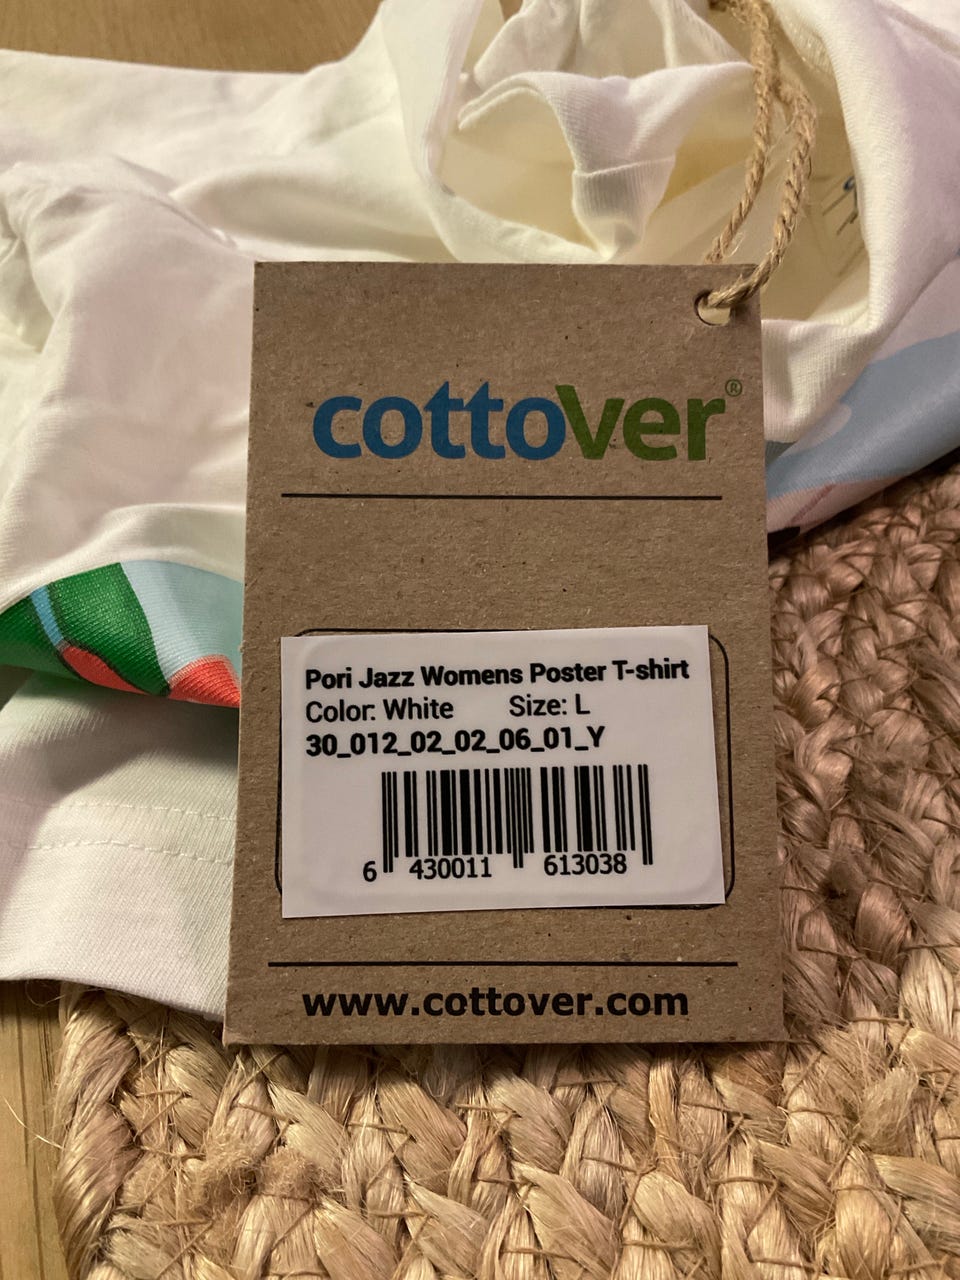 cottover®
Pori Jazz Womens Poster T-shirt
Color: White Size: L
30_012_02_02_06_01_Y
6 430011 613038
www.cottover.com